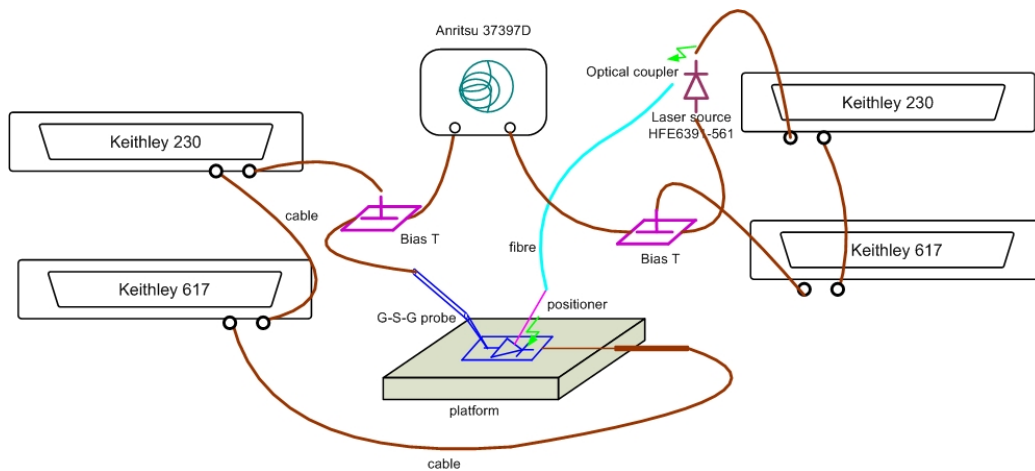 Anritsu 37397D
Optical coupler
Laser source
HFE6391-561
Keithley 230
Keithley 230
cable
Bias T
fibre
Bias T
Keithley 617
Keithley 617
G-S-G probe
positioner
platform
cable